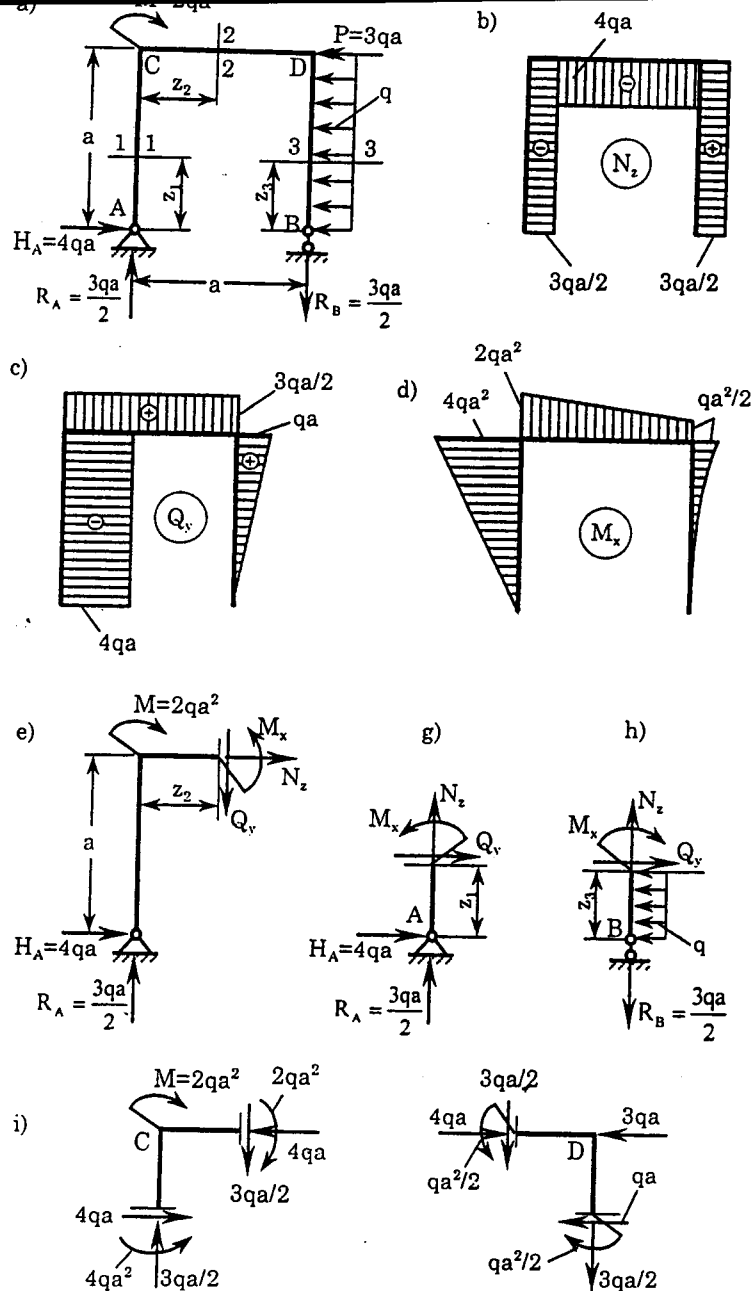 a)
C
2
2
z₂
D
P=3qa
q
a
1 1
3 3
z₁
z₃
A
B
H_A=4qa
R_A = 3qa/2
a
R_B = 3qa/2
b)
4qa
−
−
N_z
+
3qa/2
3qa/2
c)
3qa/2
+
qa
+
Q_y
−
4qa
d)
2qa²
4qa²
qa²/2
M_x
e)
M=2qa²
M_x
N_z
z₂
Q_y
a
H_A=4qa
R_A = 3qa/2
g)
N_z
M_x
Q_y
z₁
A
H_A=4qa
R_A = 3qa/2
h)
N_z
M_x
Q_y
z₃
B
q
R_B = 3qa/2
i)
M=2qa²
2qa²
C
4qa
3qa/2
4qa
4qa²
3qa/2
3qa/2
4qa
3qa
D
qa²/2
qa
qa²/2
3qa/2